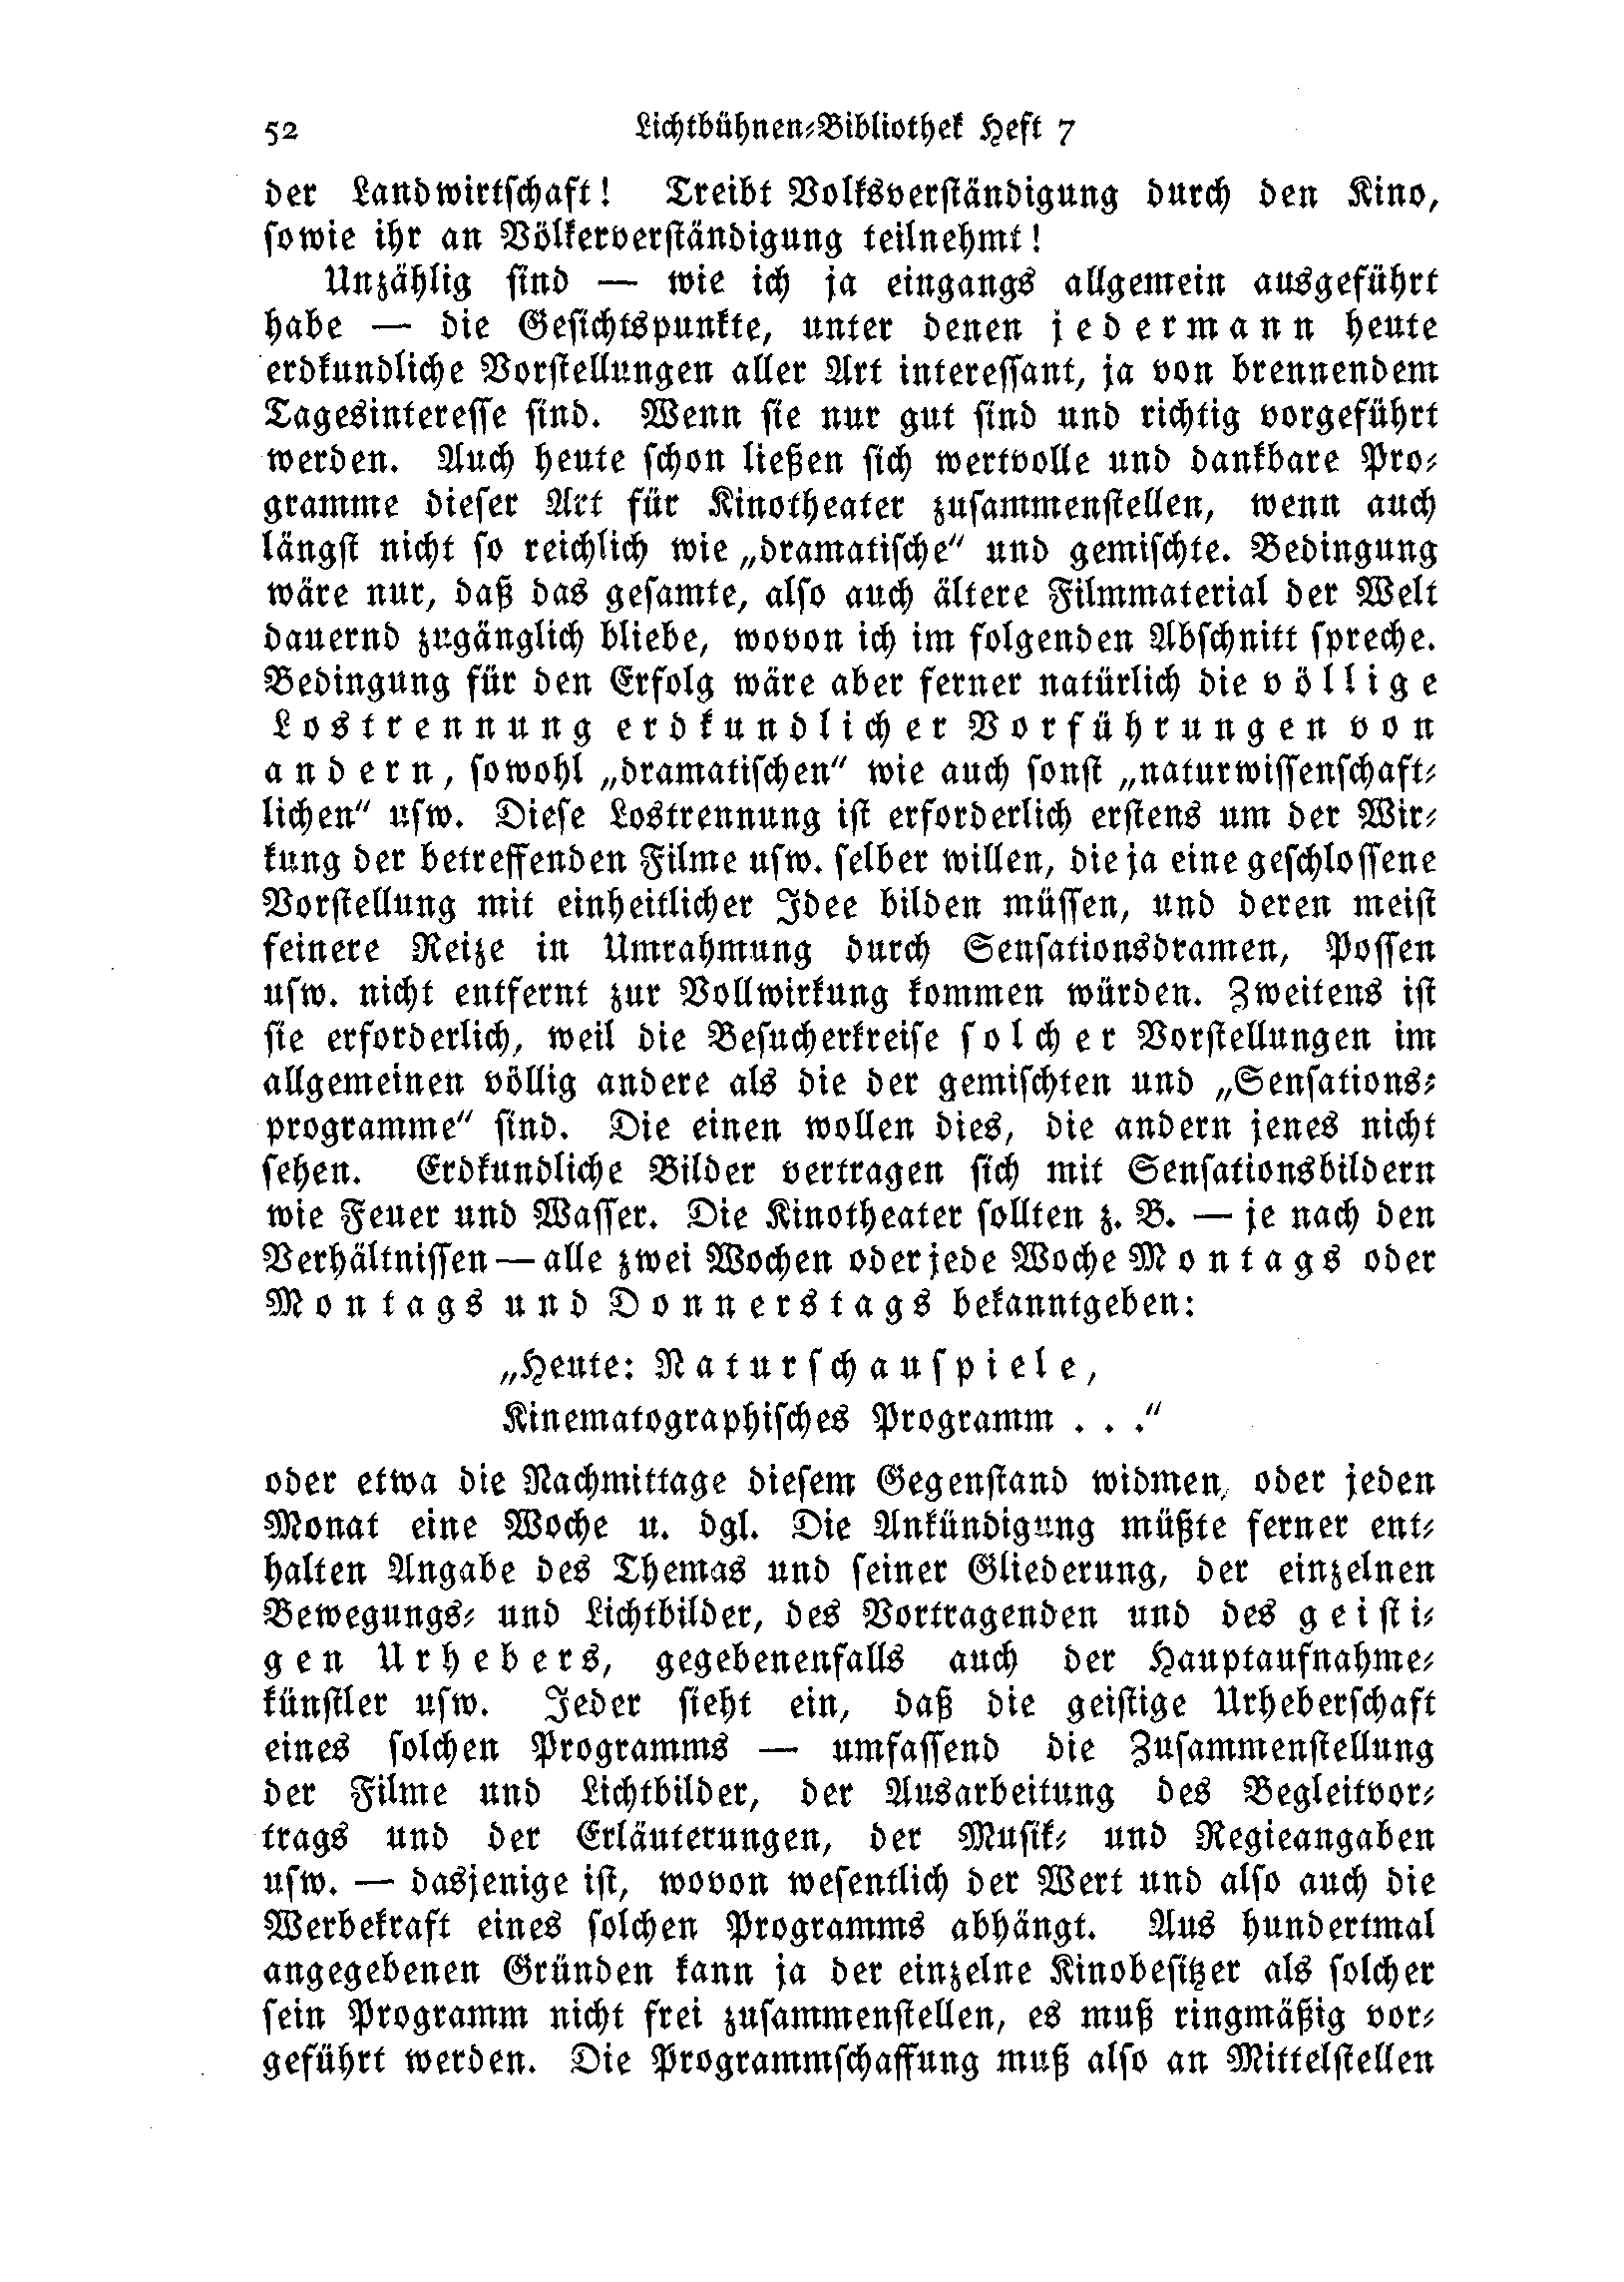 52 Lichtbühnen-Bibliothek Heft 7
der Landwirtschaft! Treibt Volksverständigung durch den Kino,
sowie ihr an Völkerverständigung teilnehmt!
Unzählig sind — wie ich ja eingangs allgemein ausgeführt
habe — die Gesichtspunkte, unter denen jedermann heute
erdkundliche Vorstellungen aller Art interessant, ja von brennendem
Tagesinteresse sind. Wenn sie nur gut sind und richtig vorgeführt
werden. Auch heute schon ließen sich wertvolle und dankbare Pro-
gramme dieser Art für Kinotheater zusammenstellen, wenn auch
längst nicht so reichlich wie „dramatische“ und gemischte. Bedingung
wäre nur, daß das gesamte, also auch ältere Filmmaterial der Welt
dauernd zugänglich bliebe, wovon ich im folgenden Abschnitt spreche.
Bedingung für den Erfolg wäre aber ferner natürlich die völlige
Lostrennung erdkundlicher Vorführungen von
andern, sowohl „dramatischen“ wie auch sonst „naturwissenschaft-
lichen“ usw. Diese Lostrennung ist erforderlich erstens um der Wir-
kung der betreffenden Filme usw. selber willen, die ja eine geschlossene
Vorstellung mit einheitlicher Idee bilden müssen, und deren meist
feinere Reize in Umrahmung durch Sensationsdramen, Possen
usw. nicht entfernt zur Vollwirkung kommen würden. Zweitens ist
sie erforderlich, weil die Besucherkreise solcher Vorstellungen im
allgemeinen völlig andere als die der gemischten und „Sensations-
programme“ sind. Die einen wollen dies, die andern jenes nicht
sehen. Erdkundliche Bilder vertragen sich mit Sensationsbildern
wie Feuer und Wasser. Die Kinotheater sollten z. B. — je nach den
Verhältnissen — alle zwei Wochen oder jede Woche Montags oder
Montags und Donnerstags bekanntgeben:
„Heute: Naturschauspiele,
Kinematographisches Programm . . .“
oder etwa die Nachmittage diesem Gegenstand widmen, oder jeden
Monat eine Woche u. dgl. Die Ankündigung müßte ferner ent-
halten Angabe des Themas und seiner Gliederung, der einzelnen
Bewegungs- und Lichtbilder, des Vortragenden und des geisti-
gen Urhebers, gegebenenfalls auch der Hauptaufnahme-
künstler usw. Jeder sieht ein, daß die geistige Urheberschaft
eines solchen Programms — umfassend die Zusammenstellung
der Filme und Lichtbilder, der Ausarbeitung des Begleitvor-
trags und der Erläuterungen, der Musik- und Regieangaben
usw. — dasjenige ist, wovon wesentlich der Wert und also auch die
Werbekraft eines solchen Programms abhängt. Aus hundertmal
angegebenen Gründen kann ja der einzelne Kinobesitzer als solcher
sein Programm nicht frei zusammenstellen, es muß ringmäßig vor-
geführt werden. Die Programmschaffung muß also an Mittelstellen